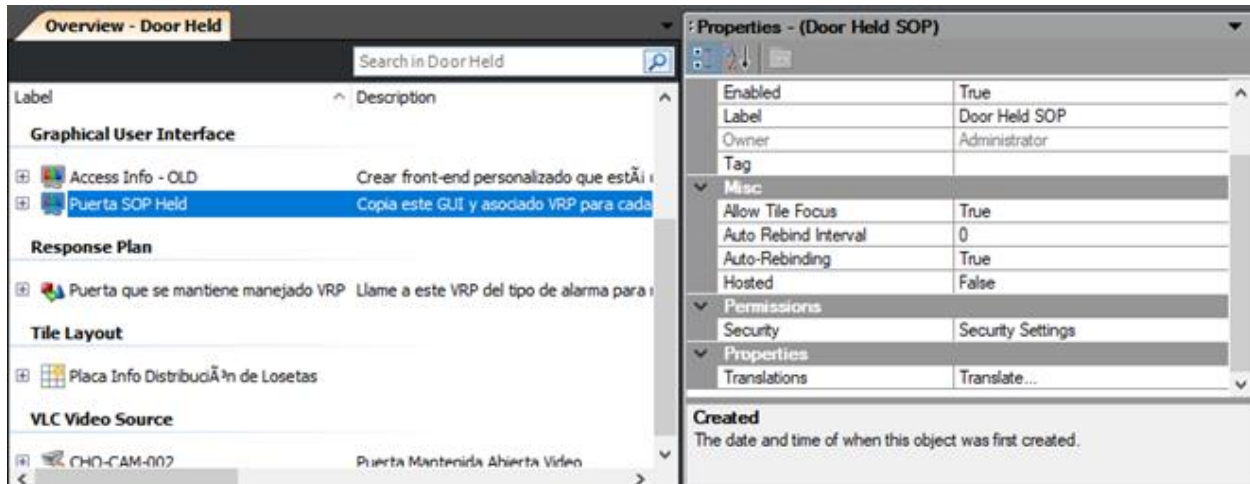 Overview - Door Held
Search in Door Held
Label Description
Graphical User Interface
Access Info - OLD Crear front-end personalizado que estÃ¡
Puerta SOP Held Copia este GUI y asociado VRP para cada
Response Plan
Puerta que se mantiene manejado VRP Llame a este VRP del tipo de alarma para
Tile Layout
Placa Info DistribuciÃ³n de Losetas
VLC Video Source
CHO-CAM-002 Puerta Mantenida Abierta Video
Properties - (Door Held SOP)
Enabled True
Label Door Held SOP
Owner Administrator
Tag
Misc
Allow Tile Focus True
Auto Rebind Interval 0
Auto-Rebinding True
Hosted False
Permissions
Security Security Settings
Properties
Translations Translate...
Created
The date and time of when this object was first created.